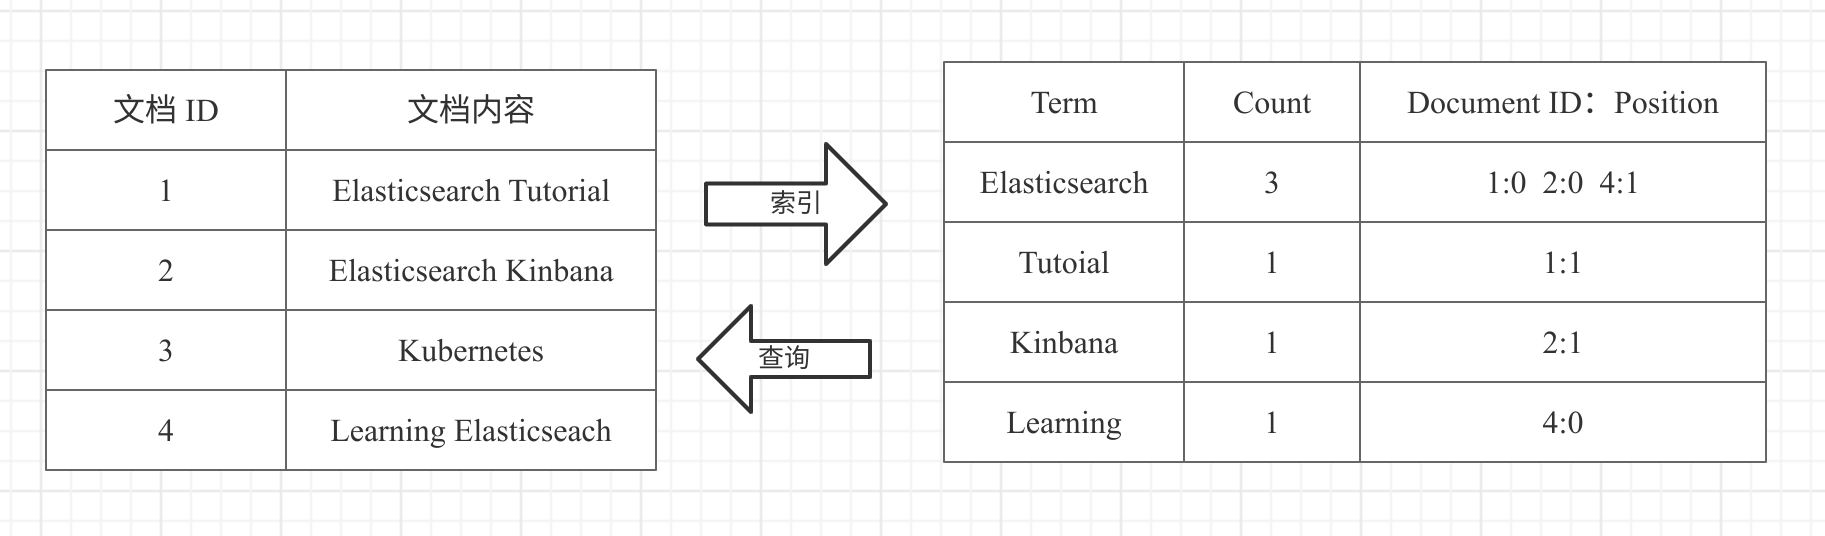 文档 ID 文档内容
1 Elasticsearch Tutorial
2 Elasticsearch Kinbana
3 Kubernetes
4 Learning Elasticseach
索引
查询
Term Count Document ID：Position
Elasticsearch 3 1:0 2:0 4:1
Tutoial 1 1:1
Kinbana 1 2:1
Learning 1 4:0